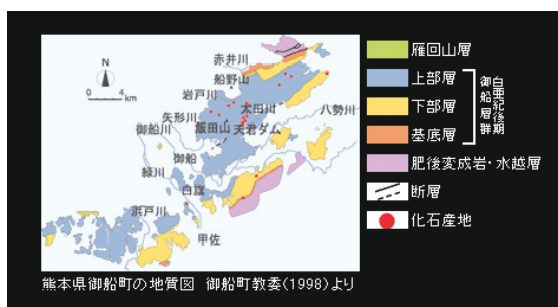 赤井川
船野山
岩戸川
太田川
八勢川
矢形川
飯田山
天君ダム
御船川
御船
緑川
白旗
浜戸川
甲佐
N
0 4 km
雁回山層
上部層
下部層
基底層
御船層群
白亜紀後期
肥後変成岩・水越層
断層
化石産地
熊本県御船町の地質図 御船町教委(1998)より